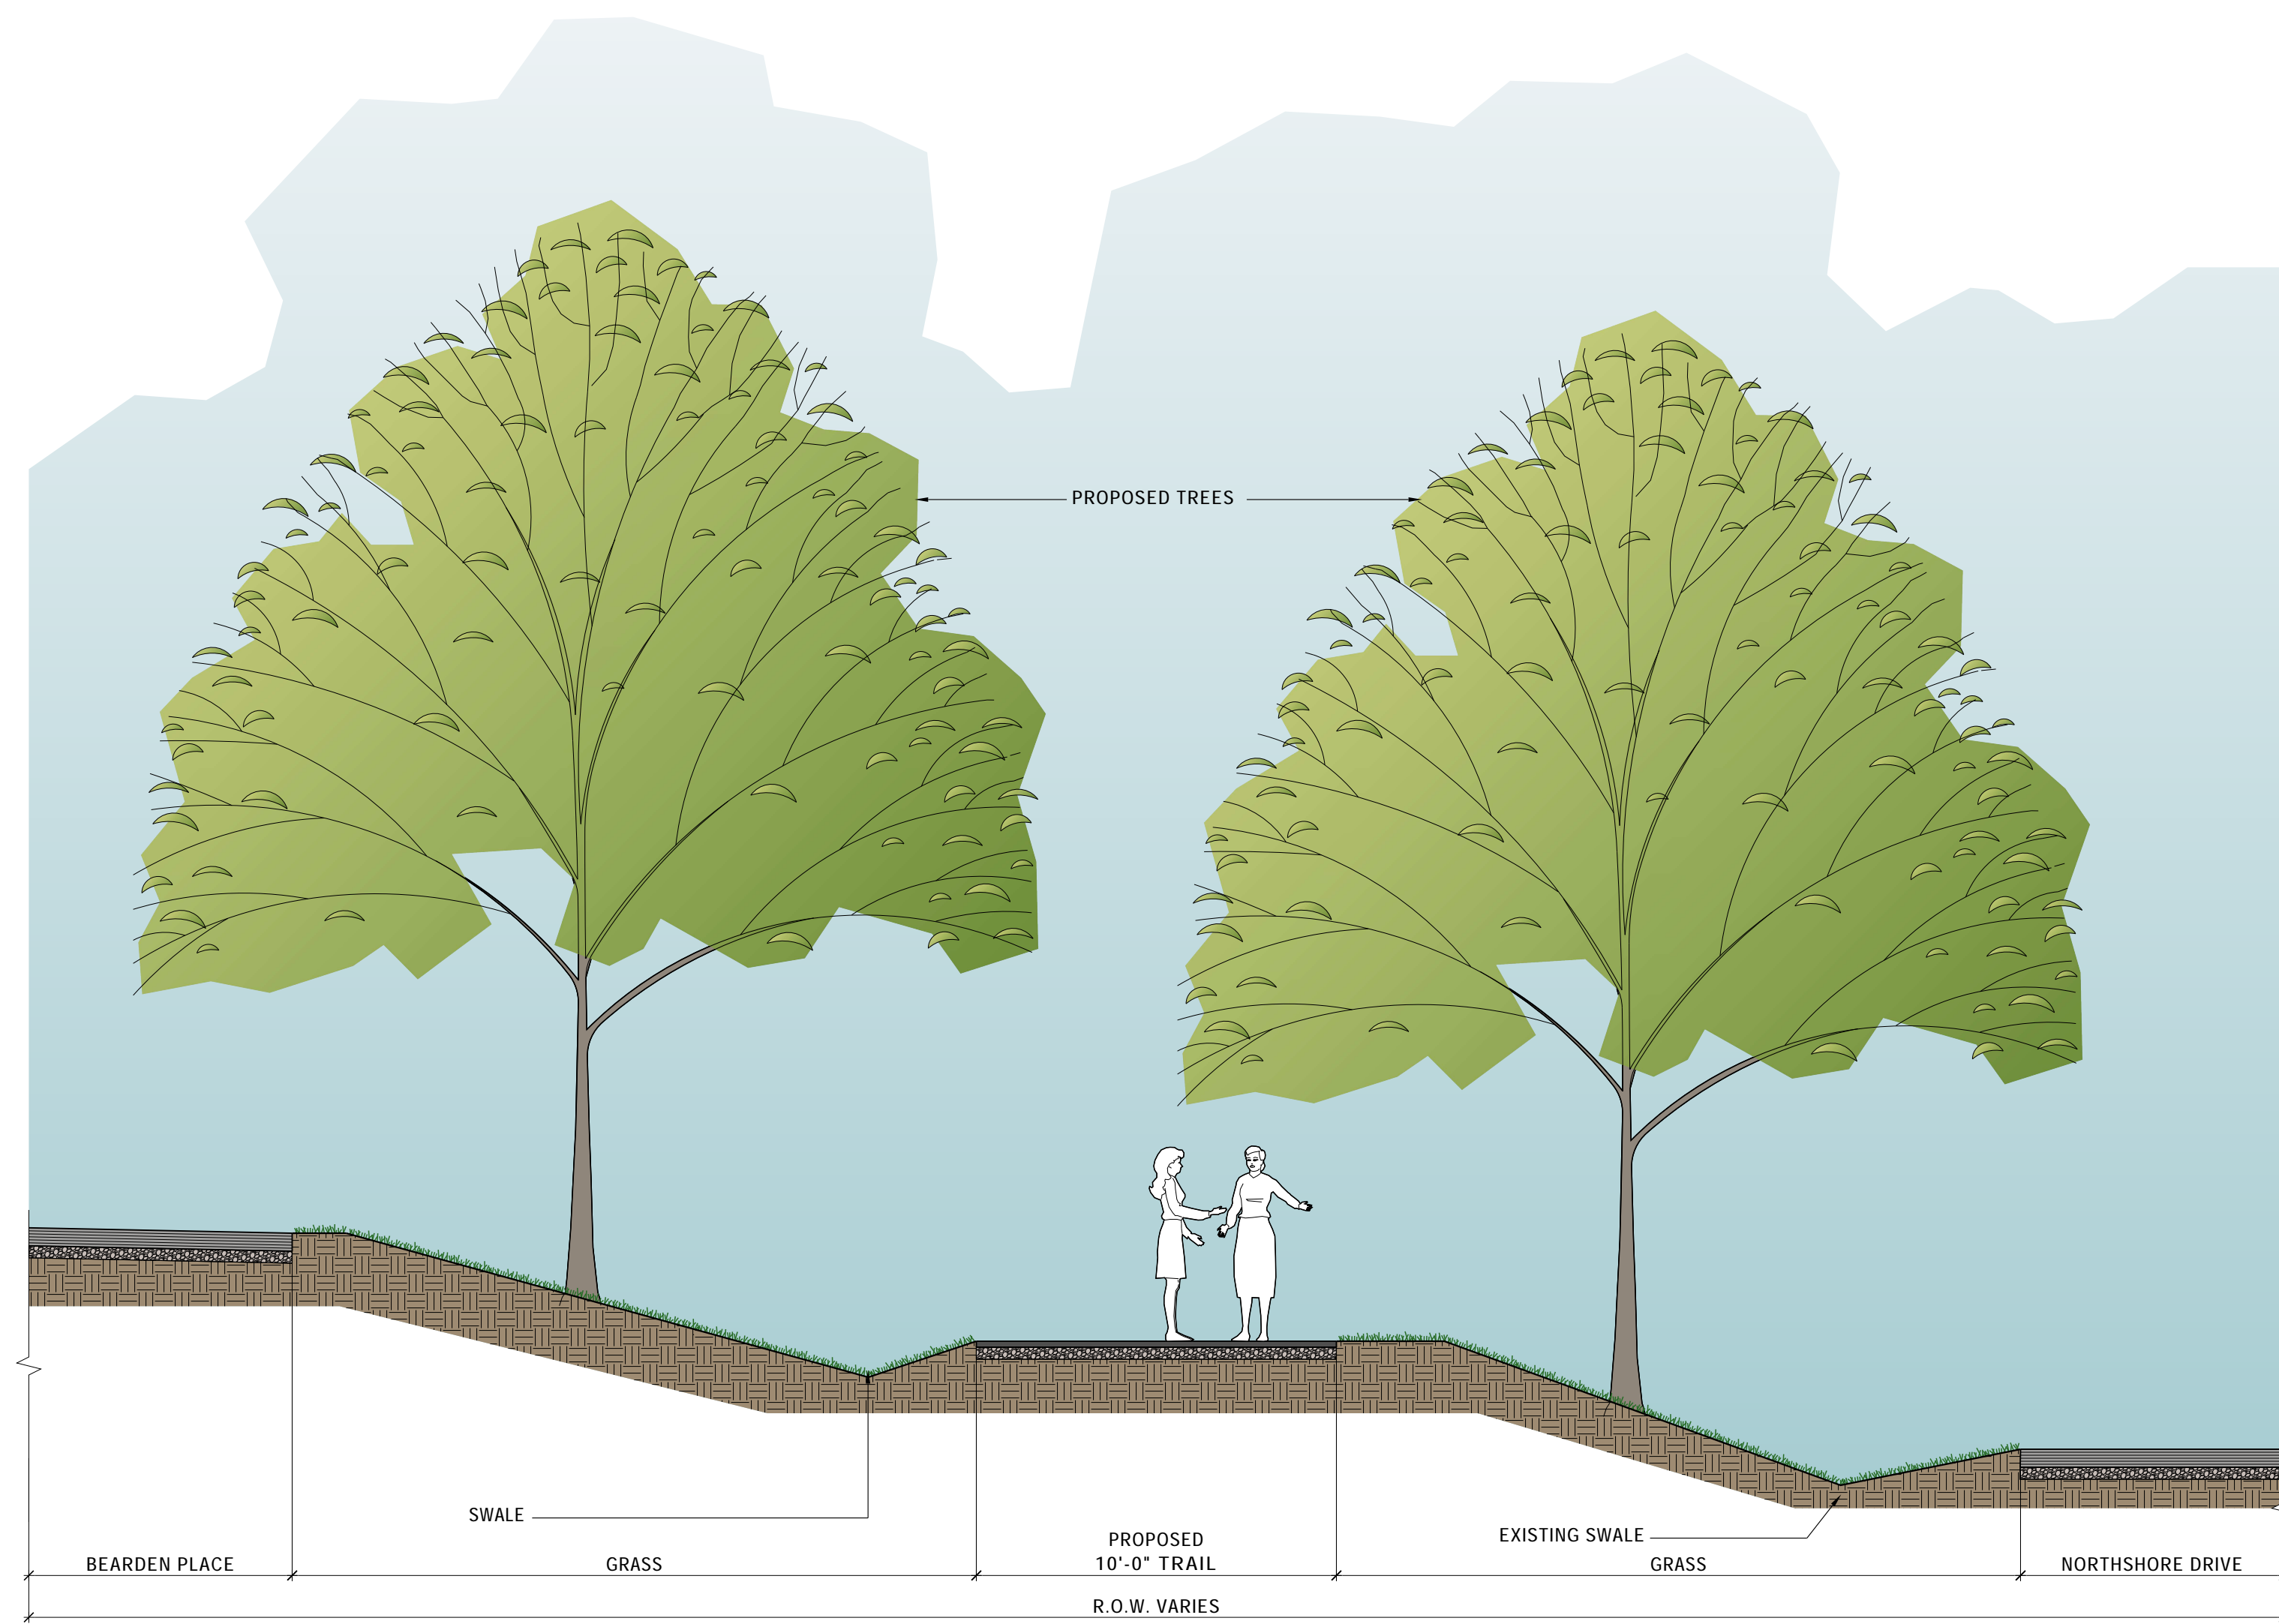 PROPOSED TREES
SWALE
EXISTING SWALE
BEARDEN PLACE
GRASS
PROPOSED
10'-0" TRAIL
GRASS
NORTHSHORE DRIVE
R.O.W. VARIES